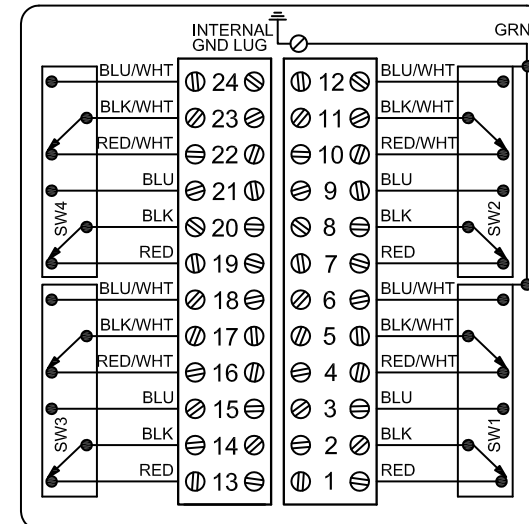 INTERNAL
GND LUG
GRN
BLU/WHT 24 12 BLU/WHT
BLK/WHT 23 11 BLK/WHT
RED/WHT 22 10 RED/WHT
BLU 21 9 BLU
SW4
SW2
BLK 20 8 BLK
RED 19 7 RED
BLU/WHT 18 6 BLU/WHT
BLK/WHT 17 5 BLK/WHT
RED/WHT 16 4 RED/WHT
BLU 15 3 BLU
SW3
SW1
BLK 14 2 BLK
RED 13 1 RED